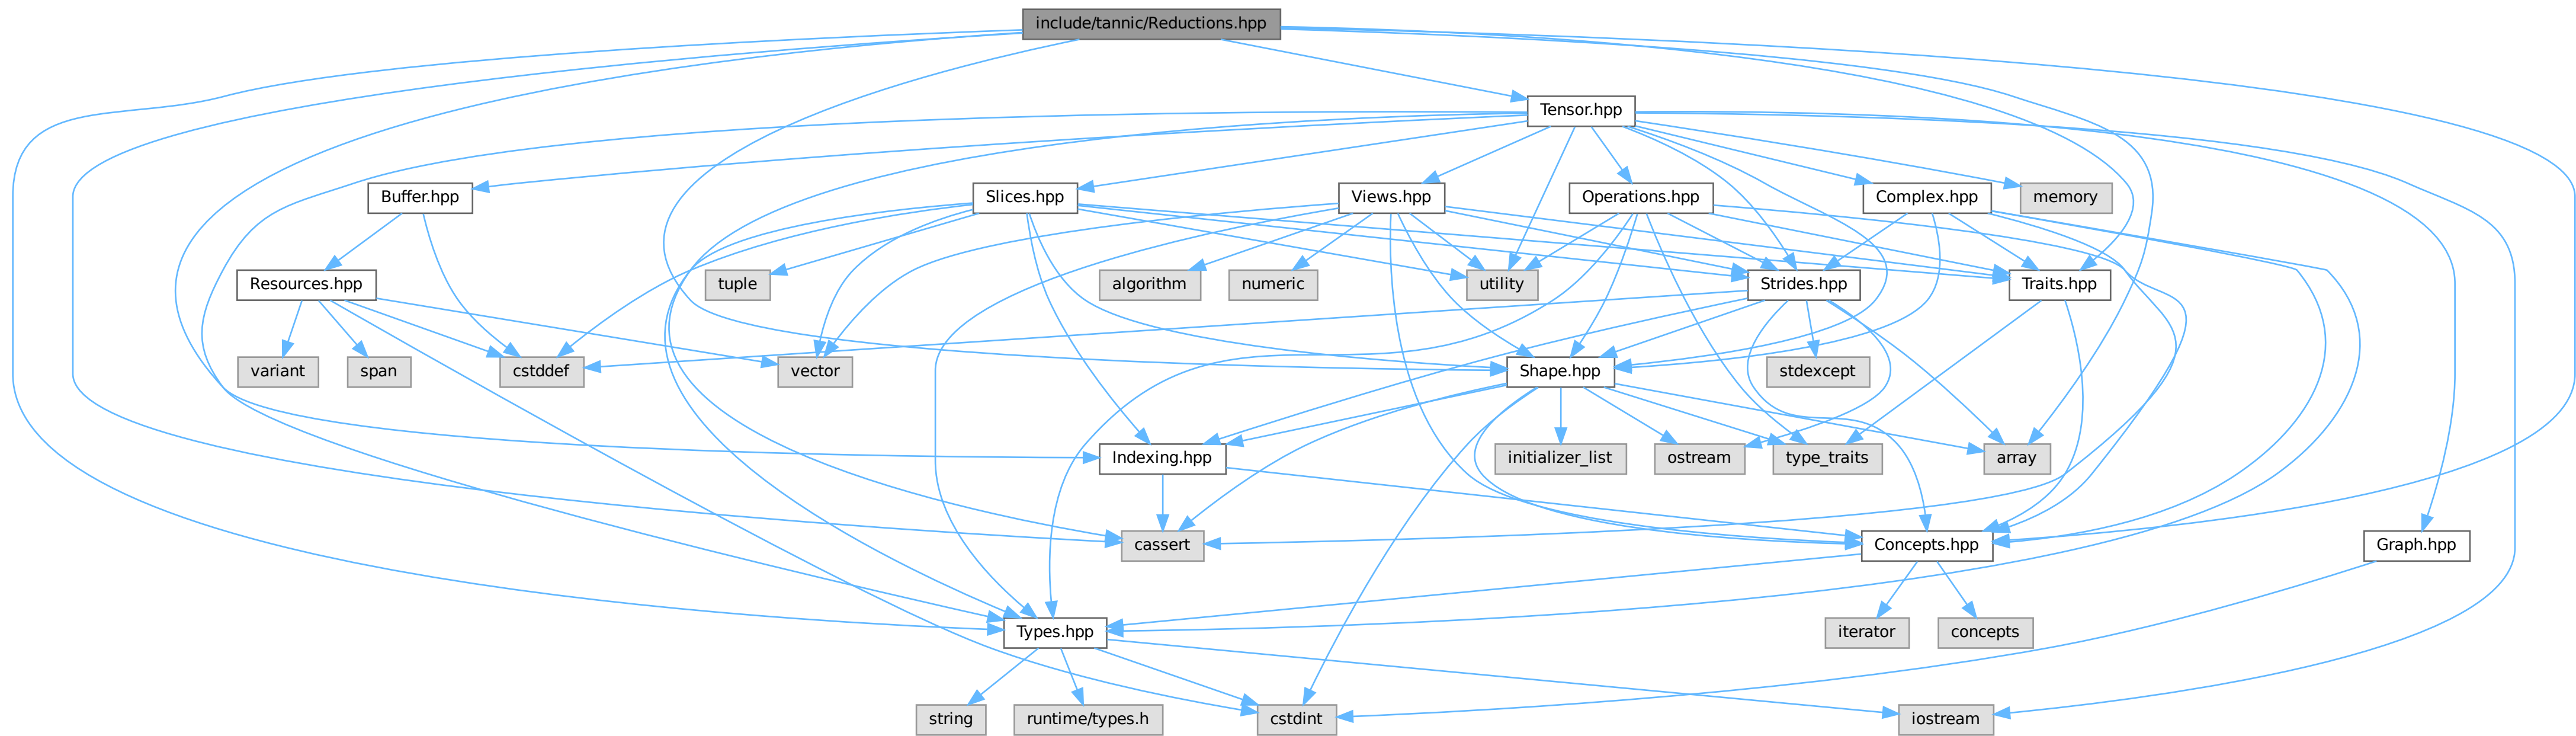 include/tannic/Reductions.hpp
Tensor.hpp
Buffer.hpp
Slices.hpp
Views.hpp
Operations.hpp
Complex.hpp
memory
Resources.hpp
tuple
algorithm
numeric
utility
Strides.hpp
Traits.hpp
variant
span
cstddef
vector
Shape.hpp
stdexcept
Indexing.hpp
initializer_list
ostream
type_traits
array
cassert
Concepts.hpp
Graph.hpp
Types.hpp
iterator
concepts
string
runtime/types.h
cstdint
iostream